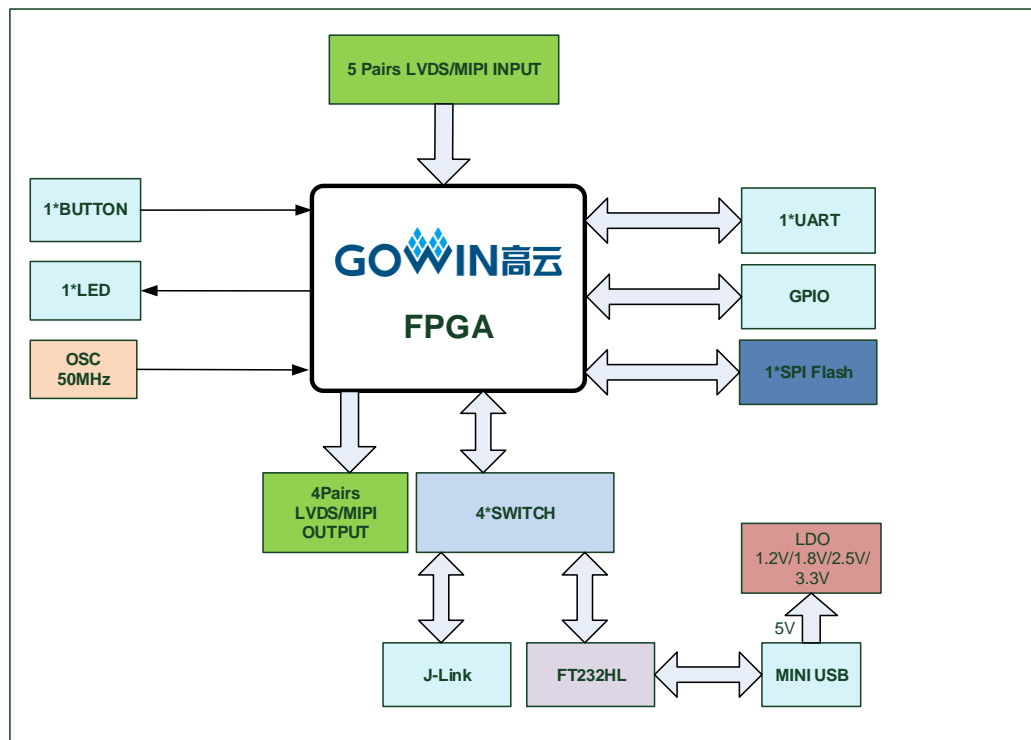 5 Pairs LVDS/MIPI INPUT
1*BUTTON
1*UART
GOWIN高云
1*LED
GPIO
FPGA
OSC
50MHz
1*SPI Flash
4Pairs
LVDS/MIPI
OUTPUT
4*SWITCH
LDO
1.2V/1.8V/2.5V/
3.3V
5V
J-Link
FT232HL
MINI USB